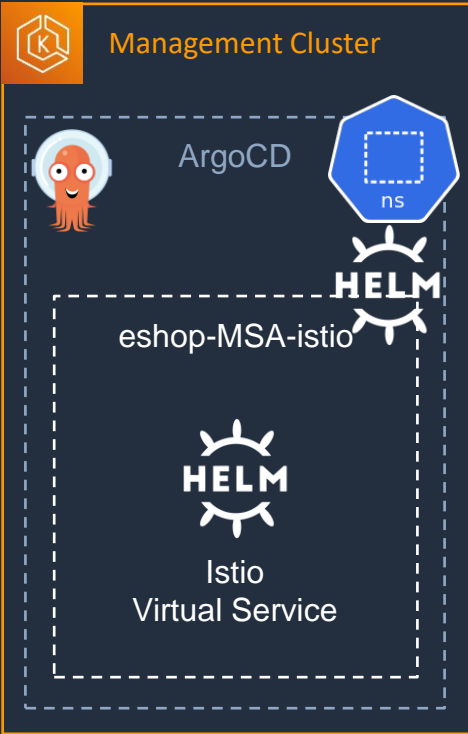 Management Cluster
ArgoCD
ns
HELM
eshop-MSA-istio
HELM
Istio
Virtual Service